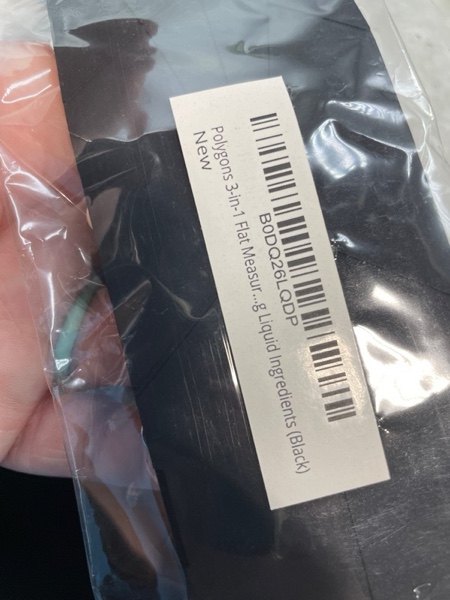 B0DQ26LQDP
Polygons 3-in-1 Flat Measur...g Liquid Ingredients (Black)
New